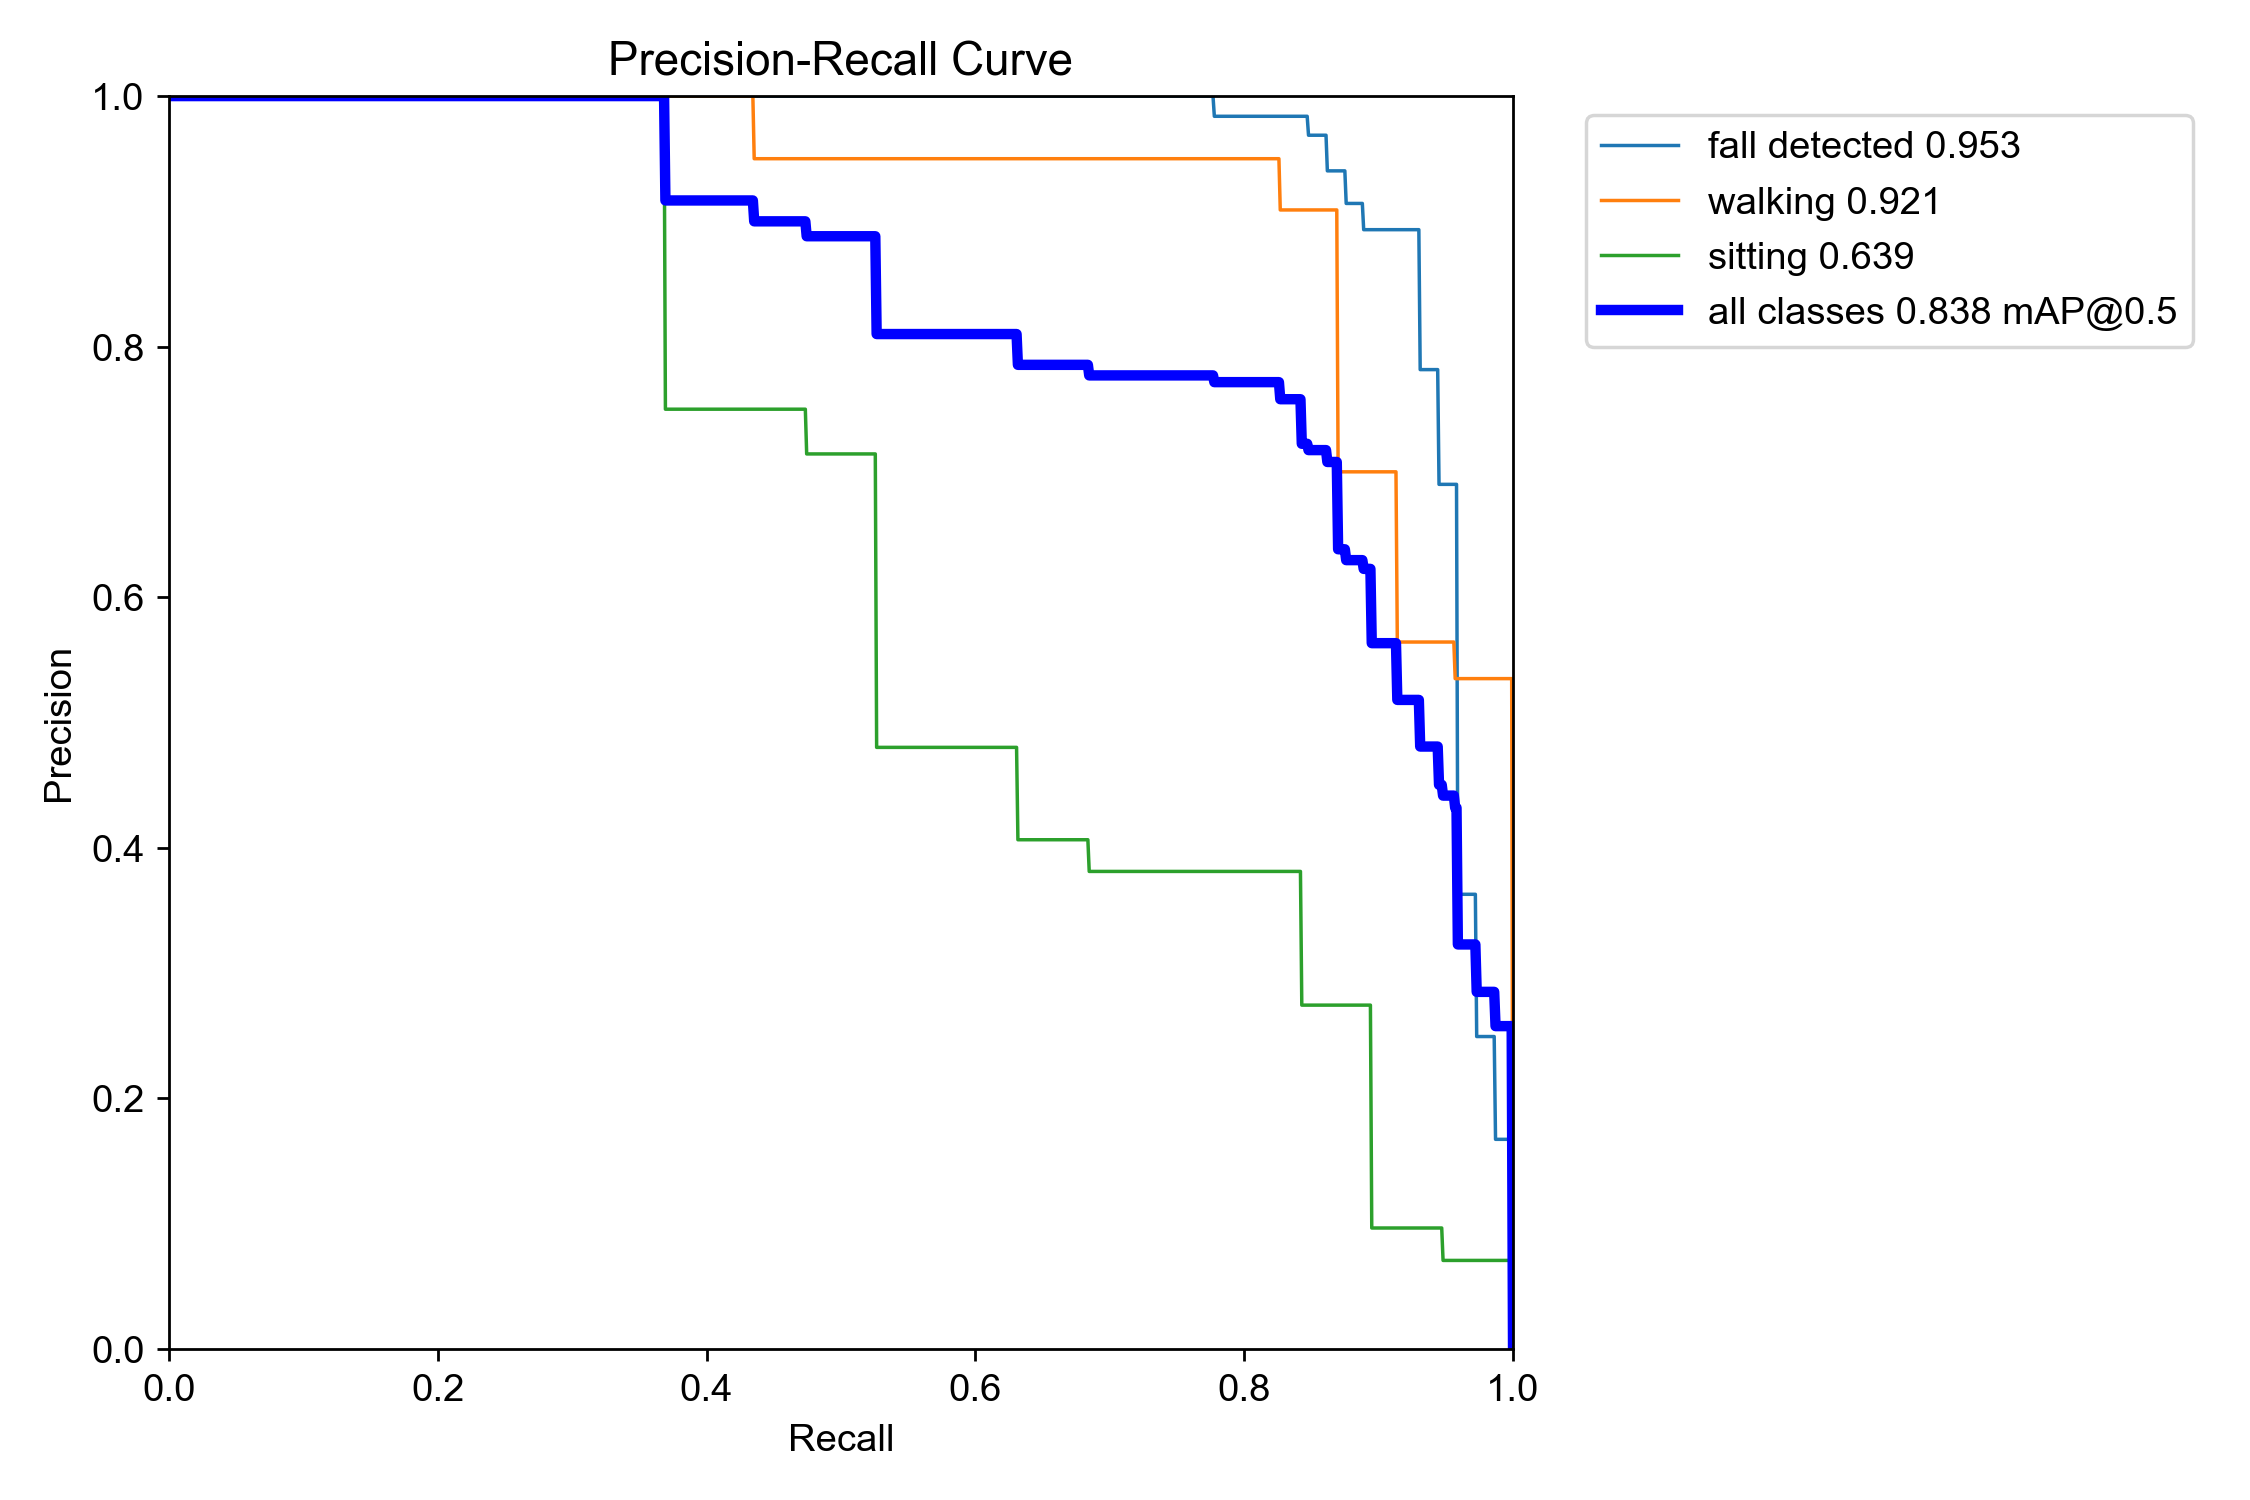 Precision-Recall Curve
1.0
0.8
0.6
0.4
0.2
0.0
Precision
0.0 0.2 0.4 0.6 0.8 1.0
Recall
fall detected 0.953
walking 0.921
sitting 0.639
all classes 0.838 mAP@0.5